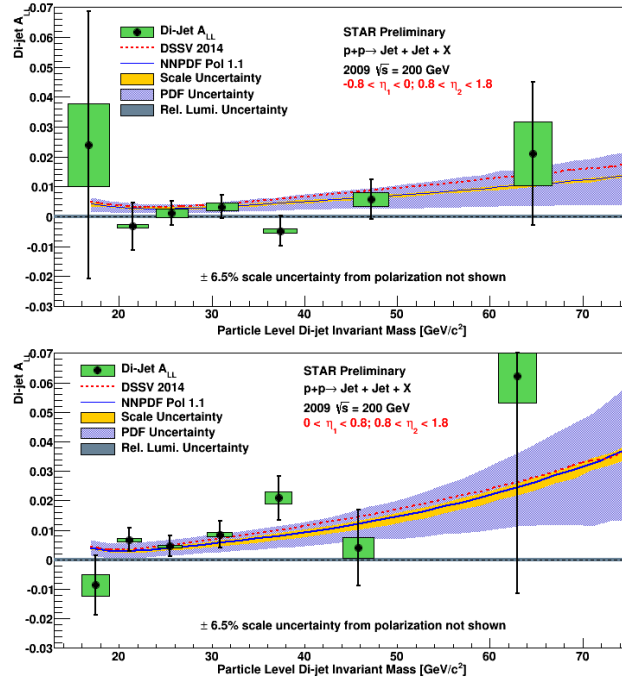 Di-jet A_LL
0.07
0.06
0.05
0.04
0.03
0.02
0.01
0
-0.01
-0.02
-0.03
Di-Jet A_LL
DSSV 2014
NNPDF Pol 1.1
Scale Uncertainty
PDF Uncertainty
Rel. Lumi. Uncertainty
STAR Preliminary
p+p→ Jet + Jet + X
2009 √s = 200 GeV
-0.8 < η_1 < 0; 0.8 < η_2 < 1.8
± 6.5% scale uncertainty from polarization not shown
20 30 40 50 60 70
Particle Level Di-jet Invariant Mass [GeV/c²]
Di-jet A_LL
0.07
0.06
0.05
0.04
0.03
0.02
0.01
0
-0.01
-0.02
-0.03
Di-Jet A_LL
DSSV 2014
NNPDF Pol 1.1
Scale Uncertainty
PDF Uncertainty
Rel. Lumi. Uncertainty
STAR Preliminary
p+p→ Jet + Jet + X
2009 √s = 200 GeV
0 < η_1 < 0.8; 0.8 < η_2 < 1.8
± 6.5% scale uncertainty from polarization not shown
20 30 40 50 60 70
Particle Level Di-jet Invariant Mass [GeV/c²]